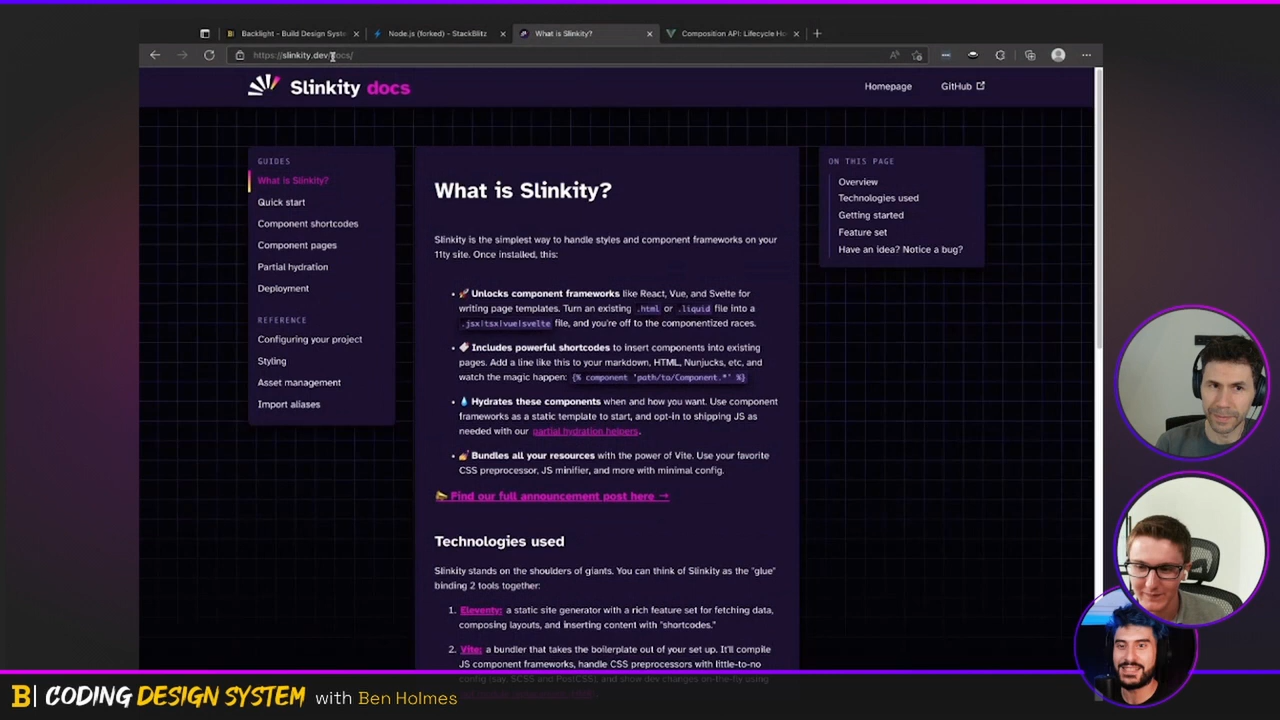 Backlight – Build Design Syste
Node.js (forked) - StackBlitz
What is Slinkity?
Composition API: Lifecycle Ho
https://slinkity.dev/docs/
Slinkity docs
Homepage
GitHub
GUIDES
What is Slinkity?
Quick start
Component shortcodes
Component pages
Partial hydration
Deployment
REFERENCE
Configuring your project
Styling
Asset management
Import aliases
What is Slinkity?
Slinkity is the simplest way to handle styles and component frameworks on your
11ty site. Once installed, this:
• 🚀 Unlocks component frameworks like React, Vue, and Svelte for
writing page templates. Turn an existing .html or .liquid file into a
.jsx|tsx|vue|svelte file, and you're off to the componentized races.
• Includes powerful shortcodes to insert components into existing
pages. Add a line like this to your markdown, HTML, Nunjucks, etc, and
watch the magic happen: {% component 'path/to/Component.*' %}
• 💧 Hydrates these components when and how you want. Use component
frameworks as a static template to start, and opt-in to shipping JS as
needed with our partial hydration helpers.
• Bundles all your resources with the power of Vite. Use your favorite
CSS preprocessor, JS minifier, and more with minimal config.
Find our full announcement post here →
Technologies used
Slinkity stands on the shoulders of giants. You can think of Slinkity as the "glue"
binding 2 tools together:
1. Eleventy: a static site generator with a rich feature set for fetching data,
composing layouts, and inserting content with "shortcodes."
2. Vite: a bundler that takes the boilerplate out of your set up. It'll compile
JS component frameworks, handle CSS preprocessors with little-to-no
config (say, SCSS and PostCSS), and show dev changes on-the-fly using
ON THIS PAGE
Overview
Technologies used
Getting started
Feature set
Have an idea? Notice a bug?
B| CODING DESIGN SYSTEM with Ben Holmes